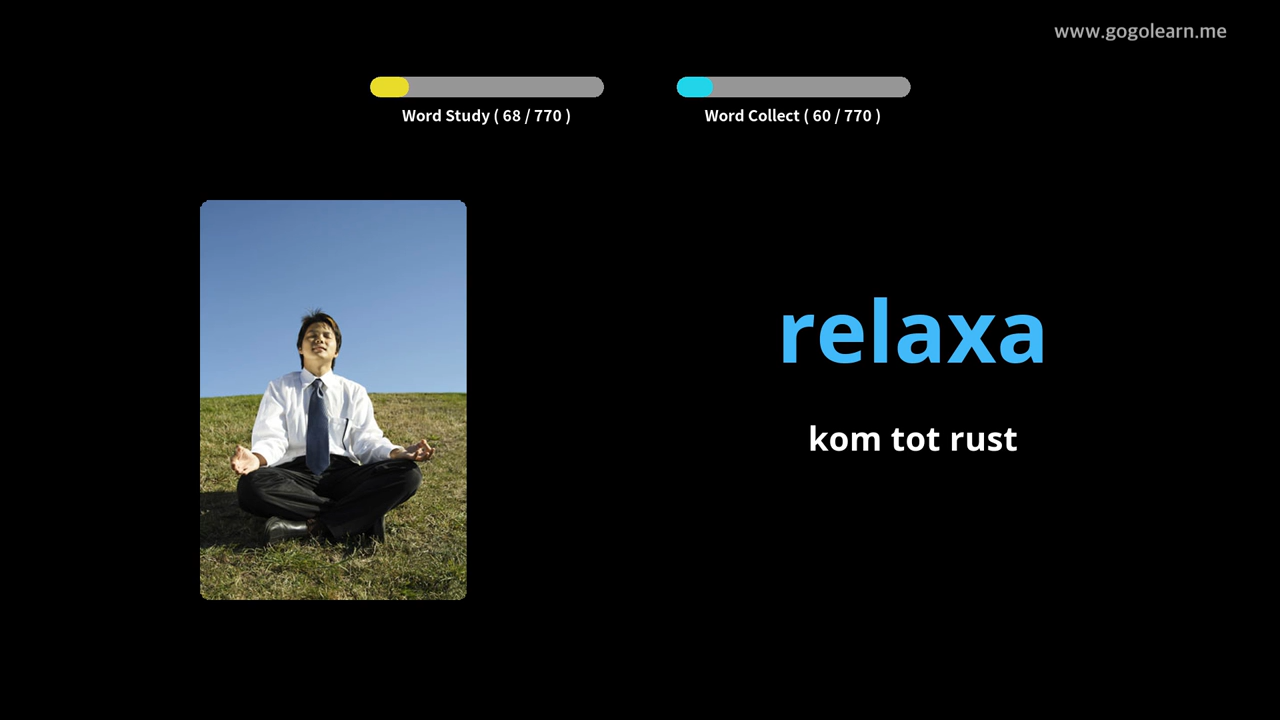 www.gogolearn.me
Word Study ( 68 / 770 )
Word Collect ( 60 / 770 )
relaxa
kom tot rust